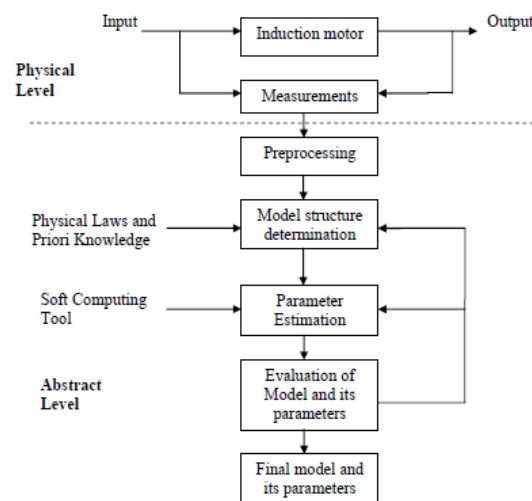 Input
Output
Induction motor
Physical
Level
Measurements
Preprocessing
Physical Laws and
Priori Knowledge
Model structure
determination
Soft Computing
Tool
Parameter
Estimation
Abstract
Level
Evaluation of
Model and its
parameters
Final model and
its parameters